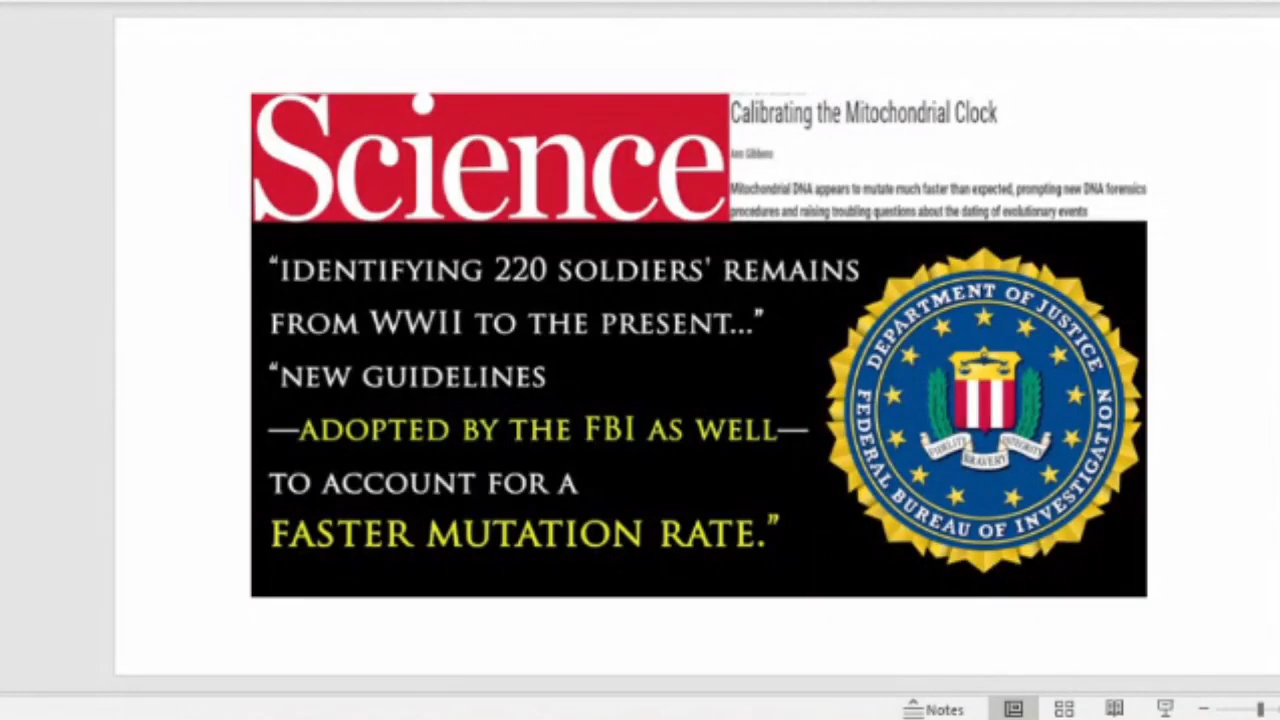 Science
Calibrating the Mitochondrial Clock
Ann Gibbons
Mitochondrial DNA appears to mutate much faster than expected, prompting new DNA forensics
procedures and raising troubling questions about the dating of evolutionary events
“IDENTIFYING 220 SOLDIERS' REMAINS
FROM WWII TO THE PRESENT...”
“NEW GUIDELINES
—ADOPTED BY THE FBI AS WELL—
TO ACCOUNT FOR A
FASTER MUTATION RATE.”
DEPARTMENT OF JUSTICE
FIDELITY BRAVERY INTEGRITY
FEDERAL BUREAU OF INVESTIGATION
Notes